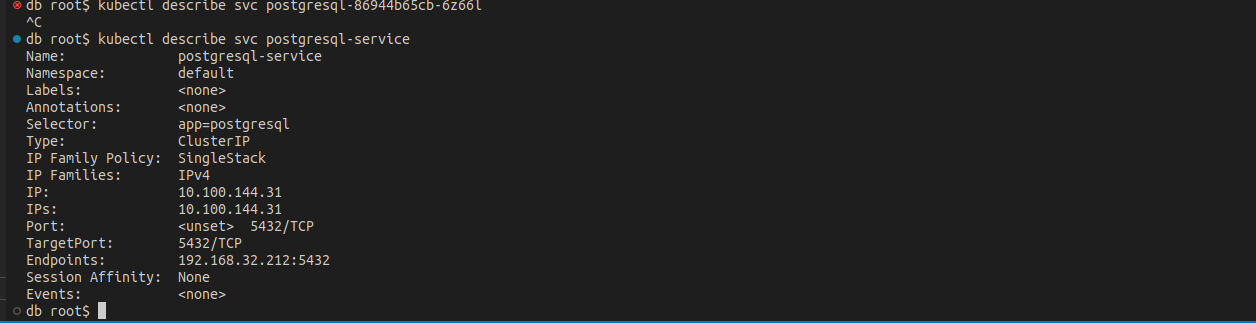 db root$ kubectl describe svc postgresql-86944b65cb-6z66l
^C
db root$ kubectl describe svc postgresql-service
Name:              postgresql-service
Namespace:         default
Labels:            <none>
Annotations:       <none>
Selector:          app=postgresql
Type:              ClusterIP
IP Family Policy:  SingleStack
IP Families:       IPv4
IP:                10.100.144.31
IPs:               10.100.144.31
Port:              <unset>  5432/TCP
TargetPort:        5432/TCP
Endpoints:         192.168.32.212:5432
Session Affinity:  None
Events:            <none>
db root$